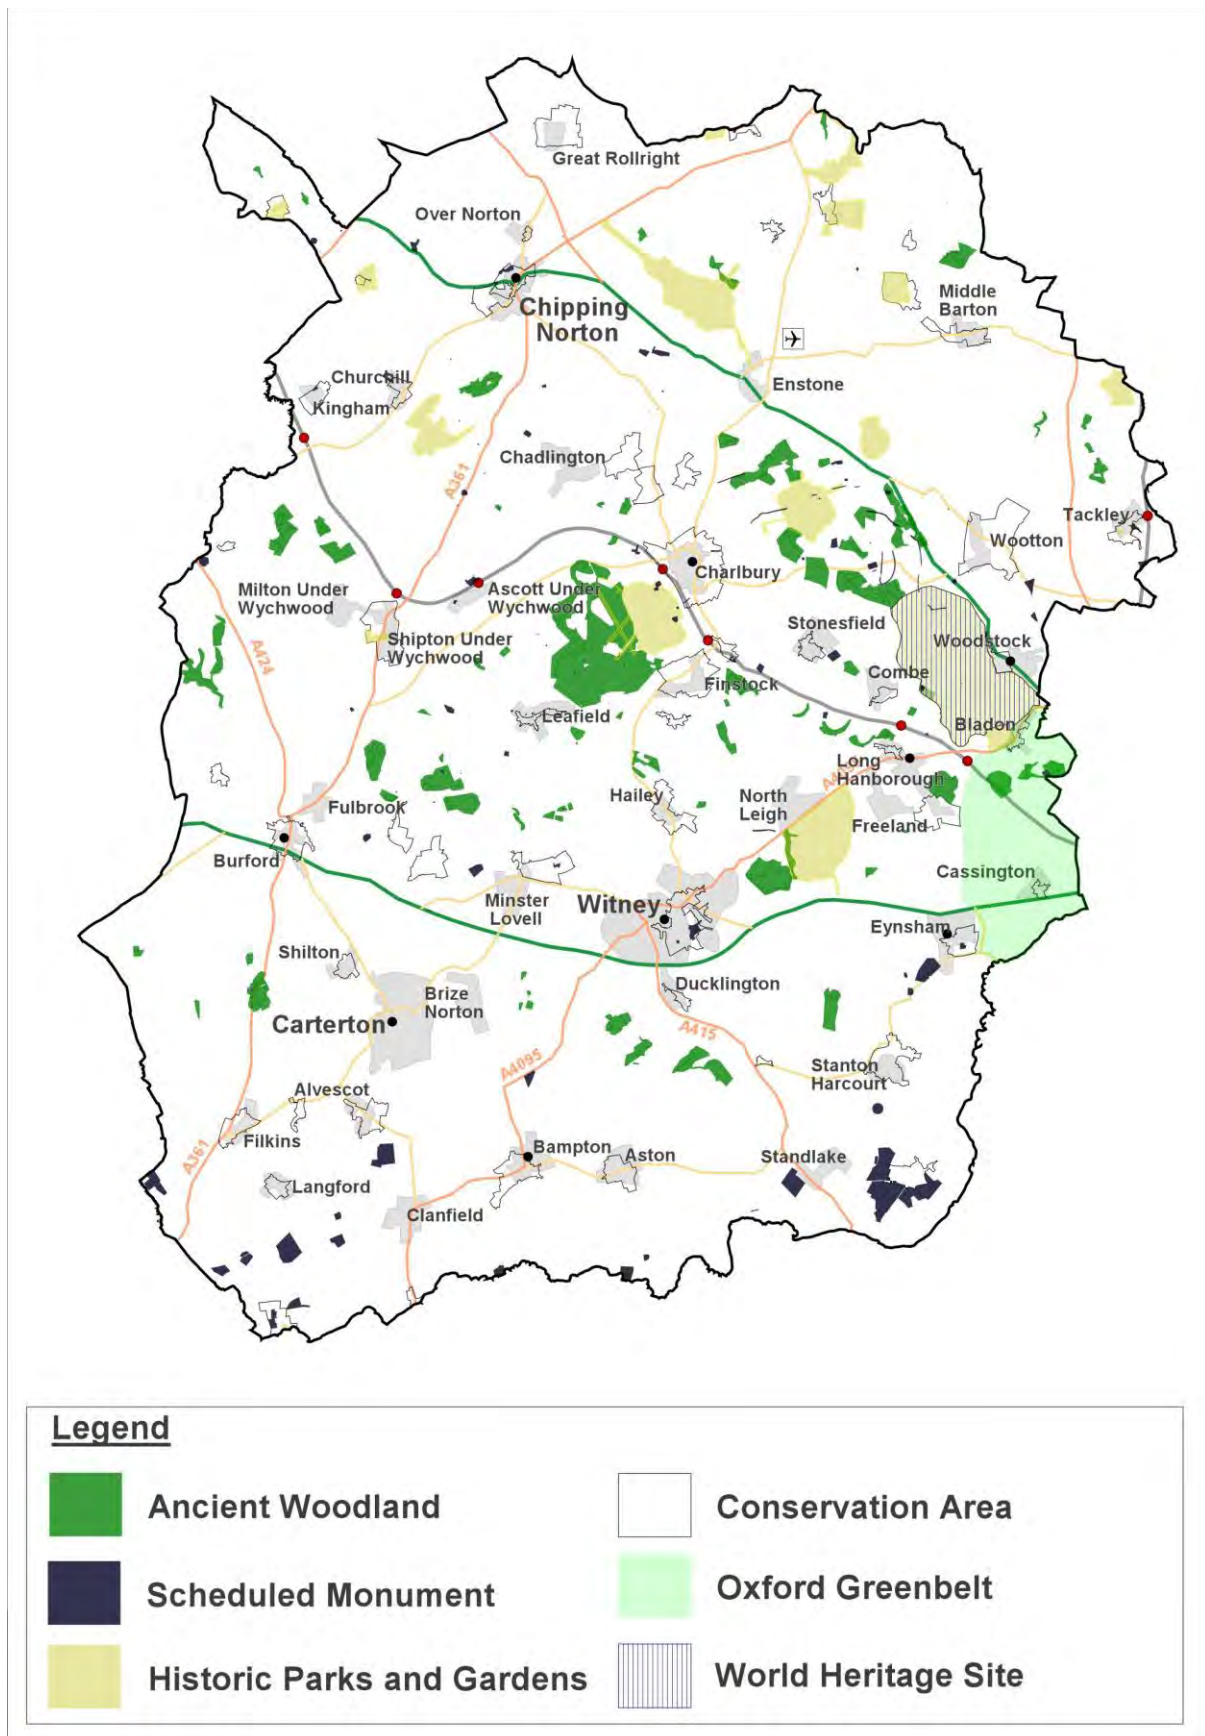 Great Rollright
Over Norton
Chipping
Norton
Middle
Barton
Enstone
Churchill
Kingham
A361
Chadlington
Tackley
Wootton
Charlbury
Milton Under
Wychwood
Ascott Under
Wychwood
Shipton Under
Wychwood
Stonesfield
Woodstock
Combe
A424
Finstock
Leafield
Bladon
Long
Hanborough
Hailey
North
Leigh
Freeland
Fulbrook
Burford
Cassington
Minster
Lovell
Witney
Eynsham
Shilton
Ducklington
Brize
Norton
Carterton
A415
A4095
Stanton
Harcourt
Alvescot
Filkins
A361
Bampton
Aston
Standlake
Langford
Clanfield
Legend
Ancient Woodland
Conservation Area
Scheduled Monument
Oxford Greenbelt
Historic Parks and Gardens
World Heritage Site